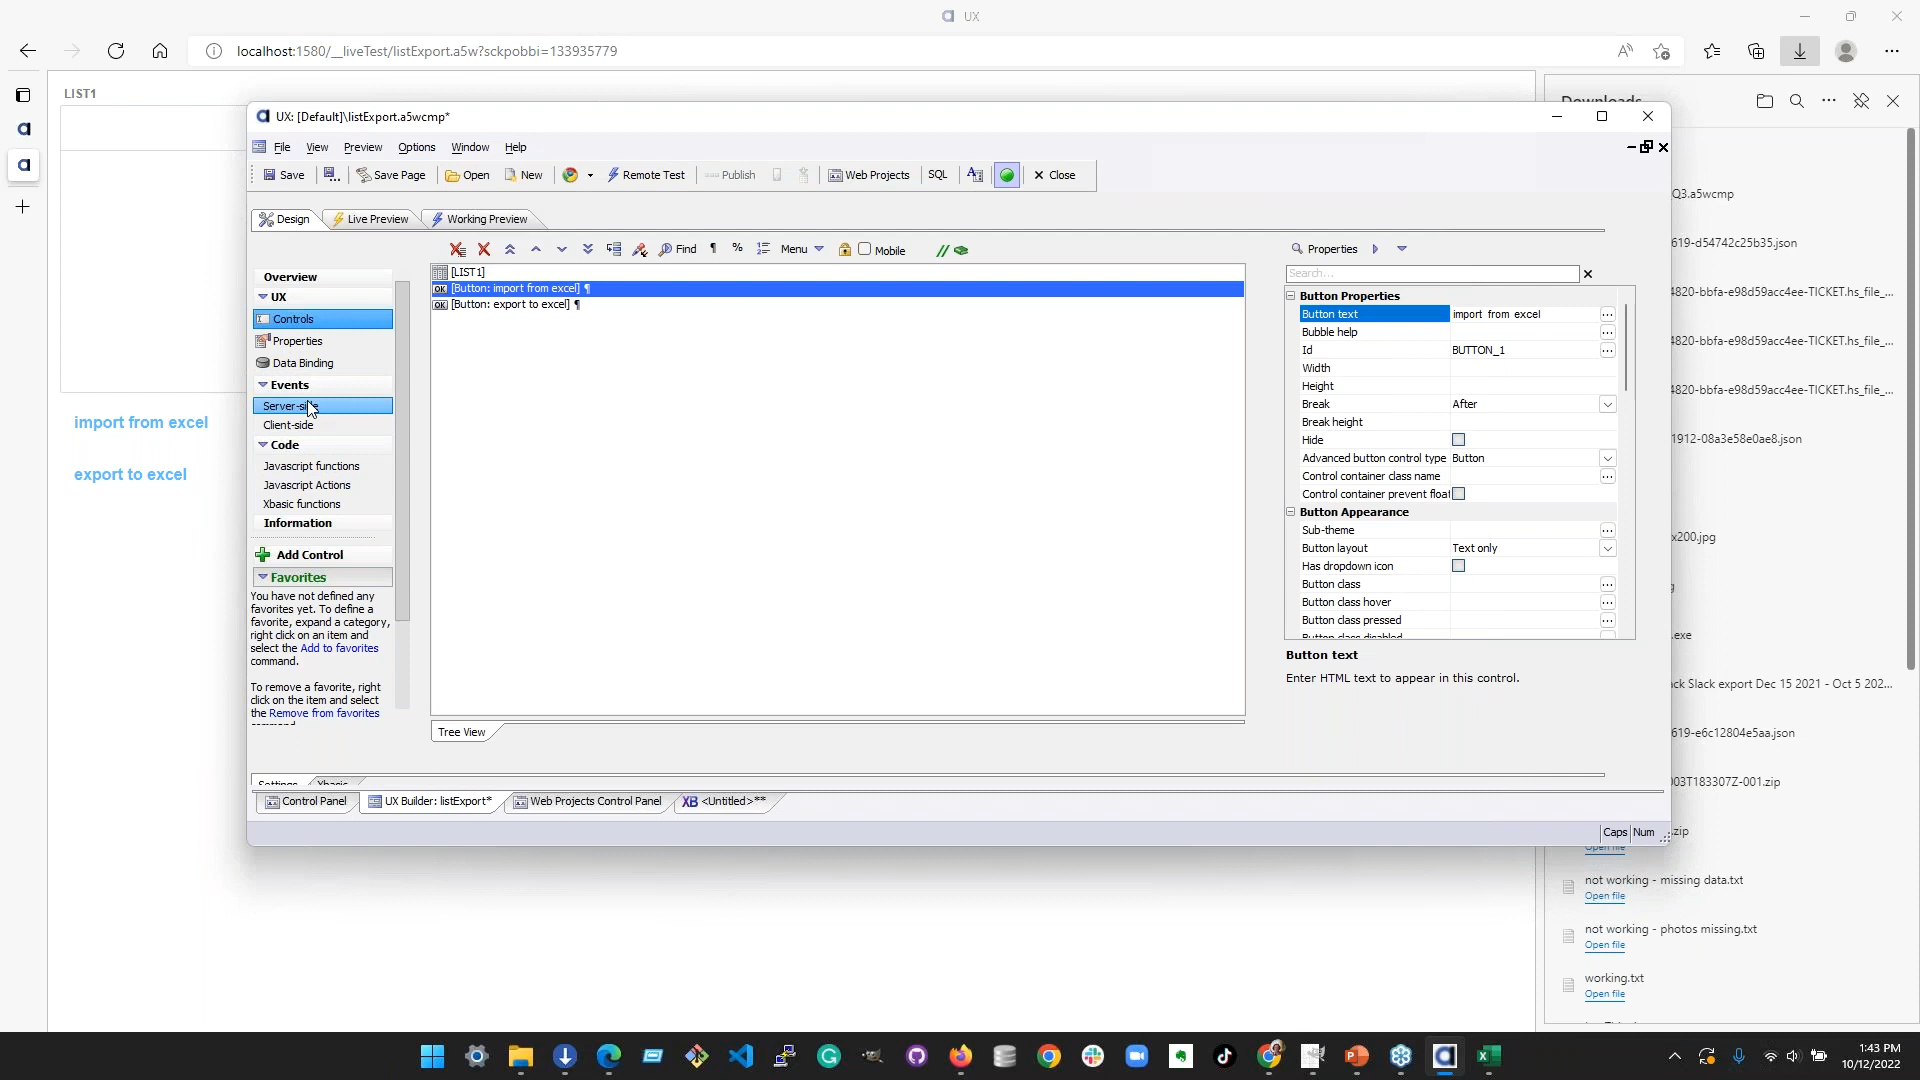 UX
localhost:1580/__liveTest/listExport.a5w?sckpobbi=133935779
LIST1
import from excel
export to excel
UX: [Default]\listExport.a5wcmp*
File View Preview Options Window Help
Save Save Page Open New Remote Test Publish Web Projects SQL Close
Design Live Preview Working Preview
Find ¶ % Menu Mobile //
Overview
UX
Controls
Properties
Data Binding
Events
Client-side
Code
Javascript functions
Javascript Actions
Xbasic functions
Information
Add Control
Favorites
You have not defined any
favorites yet. To define a
favorite, expand a category,
right click on an item and
select the Add to favorites
command.
To remove a favorite, right
click on the item and select
the Remove from favorites
[LIST1]
OK [Button: import from excel] ¶
OK [Button: export to excel] ¶
Tree View
Properties
Search...
Button Properties
Button text import from excel
Bubble help
Id BUTTON_1
Width
Height
Break After
Break height
Hide
Advanced button control type Button
Control container class name
Control container prevent float
Button Appearance
Sub-theme
Button layout Text only
Has dropdown icon
Button class
Button class hover
Button class pressed
Button class disabled
Button text
Enter HTML text to appear in this control.
Settings Xbasic
Control Panel UX Builder: listExport* Web Projects Control Panel XB <Untitled>**
Caps Num
Downloads
Q3.a5wcmp
619-d54742c25b35.json
4820-bbfa-e98d59acc4ee-TICKET.hs_file_...
4820-bbfa-e98d59acc4ee-TICKET.hs_file_...
4820-bbfa-e98d59acc4ee-TICKET.hs_file_...
1912-08a3e58e0ae8.json
x200.jpg
.exe
ck Slack export Dec 15 2021 - Oct 5 202...
619-e6c12804e5aa.json
003T183307Z-001.zip
.zip
Open file
not working - missing data.txt
Open file
not working - photos missing.txt
Open file
working.txt
Open file
1:43 PM
10/12/2022